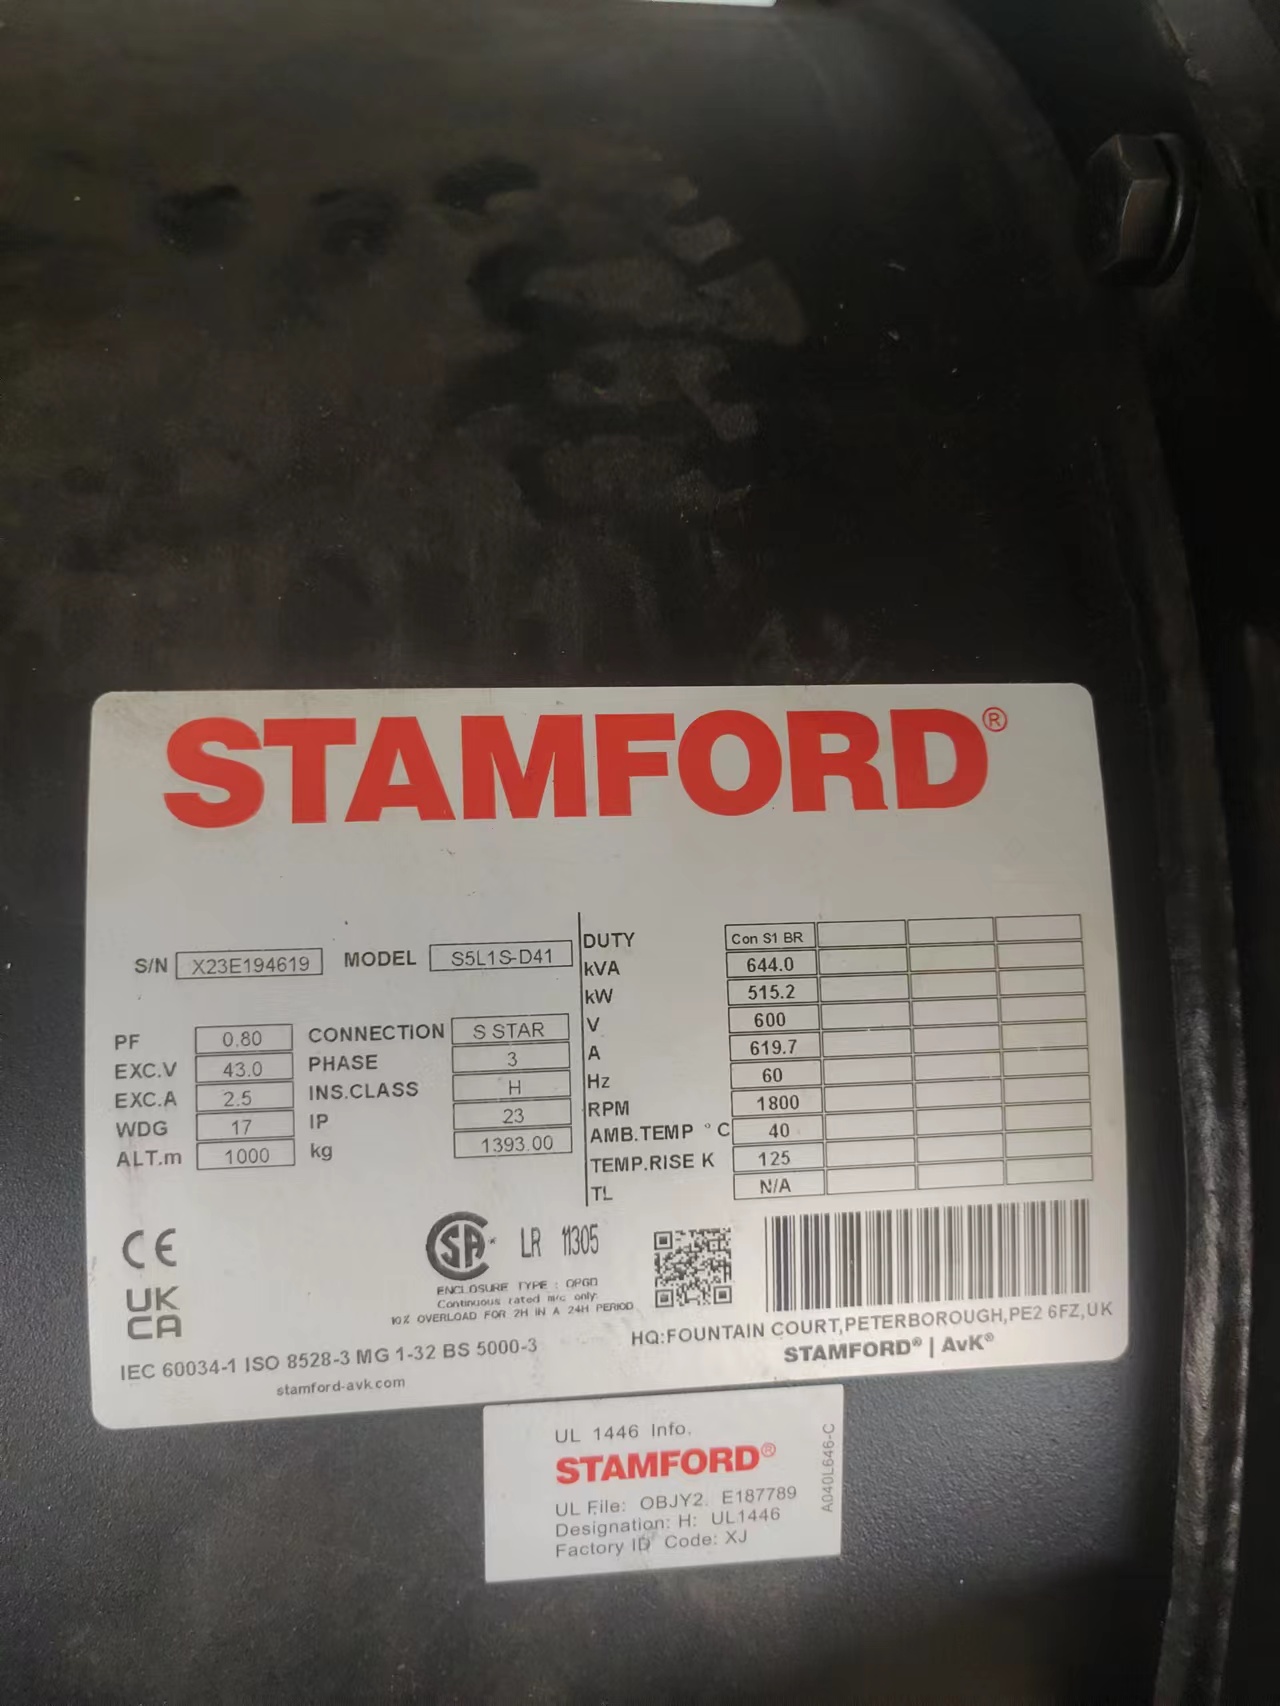 STAMFORD®
S/N X23E194619 MODEL S5L1S-D41
PF 0.80 CONNECTION S STAR
EXC.V 43.0 PHASE 3
EXC.A 2.5 INS.CLASS H
WDG 17 IP 23
ALT.m 1000 kg 1393.00
DUTY Con S1 BR
kVA 644.0
kW 515.2
V 600
A 619.7
Hz 60
RPM 1800
AMB.TEMP °C 40
TEMP.RISE K 125
TL N/A
CE
UK
CA
SA® LR 11305
ENCLOSURE TYPE : OPGD
Continuous rated m/c only:
10% OVERLOAD FOR 2H IN A 24H PERIOD
IEC 60034-1 ISO 8528-3 MG 1-32 BS 5000-3
stamford-avk.com
HQ:FOUNTAIN COURT,PETERBOROUGH,PE2 6FZ,UK
STAMFORD® | AvK®
UL 1446 Info.
STAMFORD®
UL File: OBJY2. E187789
Designation: H: UL1446
Factory ID Code: XJ
A040L646-C